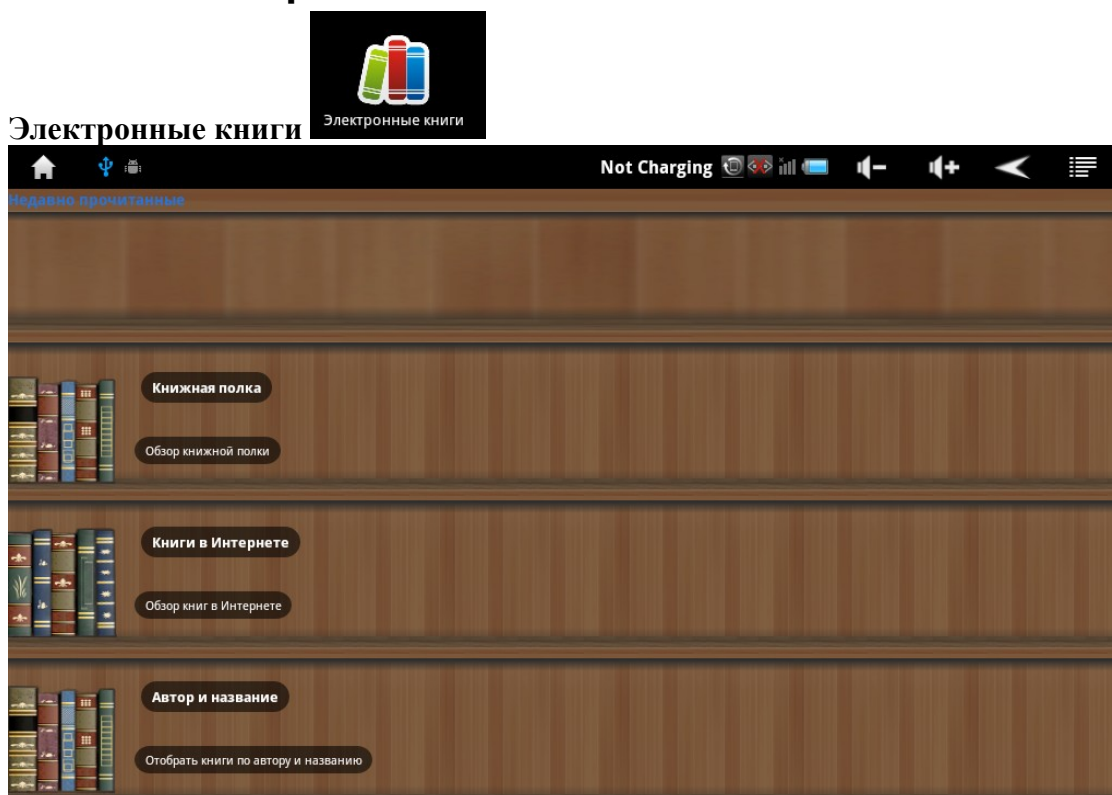 Электронные книги
Электронные книги
Not Charging
Недавно прочитанные
Книжная полка
Обзор книжной полки
Книги в Интернете
Обзор книг в Интернете
Автор и название
Отобрать книги по автору и названию